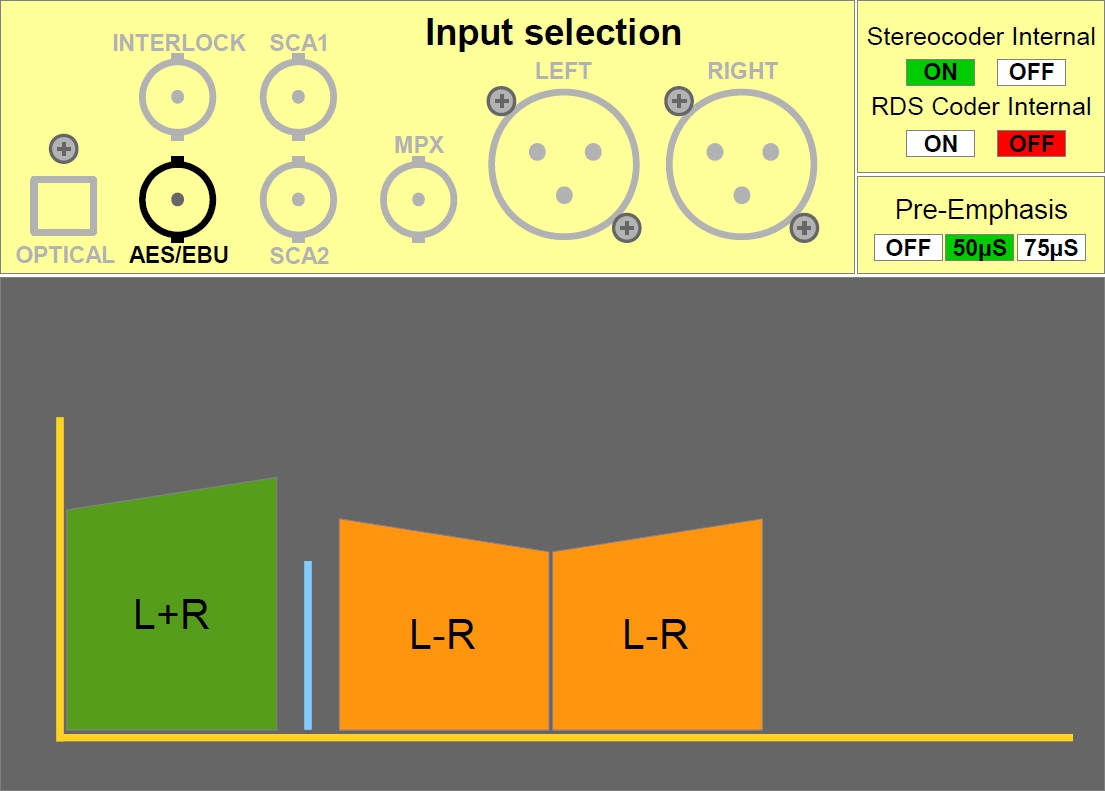 Input selection
INTERLOCK
SCA1
LEFT
RIGHT
MPX
OPTICAL
AES/EBU
SCA2
Stereocoder Internal
ON OFF
RDS Coder Internal
ON OFF
Pre-Emphasis
OFF 50µS 75µS
L+R
L-R
L-R